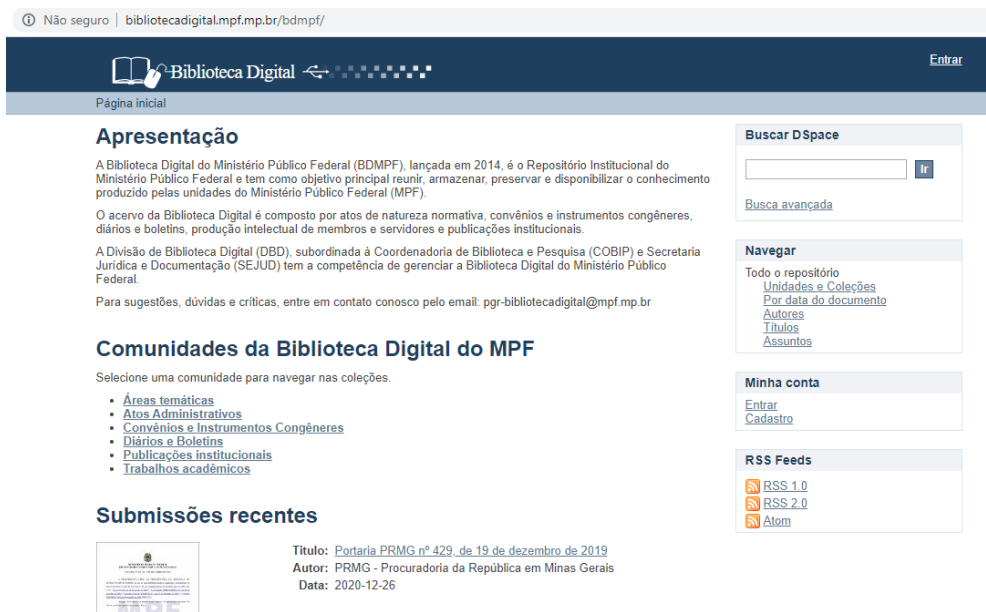 Não seguro | bibliotecadigital.mpf.mp.br/bdmpf/
Biblioteca Digital
Entrar
Página inicial
Apresentação
A Biblioteca Digital do Ministério Público Federal (BDMPF), lançada em 2014, é o Repositório Institucional do
Ministério Público Federal e tem como objetivo principal reunir, armazenar, preservar e disponibilizar o conhecimento
produzido pelas unidades do Ministério Público Federal (MPF).
O acervo da Biblioteca Digital é composto por atos de natureza normativa, convênios e instrumentos congêneres,
diários e boletins, produção intelectual de membros e servidores e publicações institucionais.
A Divisão de Biblioteca Digital (DBD), subordinada à Coordenadoria de Biblioteca e Pesquisa (COBIP) e Secretaria
Jurídica e Documentação (SEJUD) tem a competência de gerenciar a Biblioteca Digital do Ministério Público
Federal.
Para sugestões, dúvidas e críticas, entre em contato conosco pelo email: pgr-bibliotecadigital@mpf.mp.br
Comunidades da Biblioteca Digital do MPF
Selecione uma comunidade para navegar nas coleções.
Áreas temáticas
Atos Administrativos
Convênios e Instrumentos Congêneres
Diários e Boletins
Publicações institucionais
Trabalhos acadêmicos
Submissões recentes
MPF
Título: Portaria PRMG nº 429, de 19 de dezembro de 2019
Autor: PRMG - Procuradoria da República em Minas Gerais
Data: 2020-12-26
Buscar DSpace
Ir
Busca avançada
Navegar
Todo o repositório
Unidades e Coleções
Por data do documento
Autores
Títulos
Assuntos
Minha conta
Entrar
Cadastro
RSS Feeds
RSS 1.0
RSS 2.0
Atom